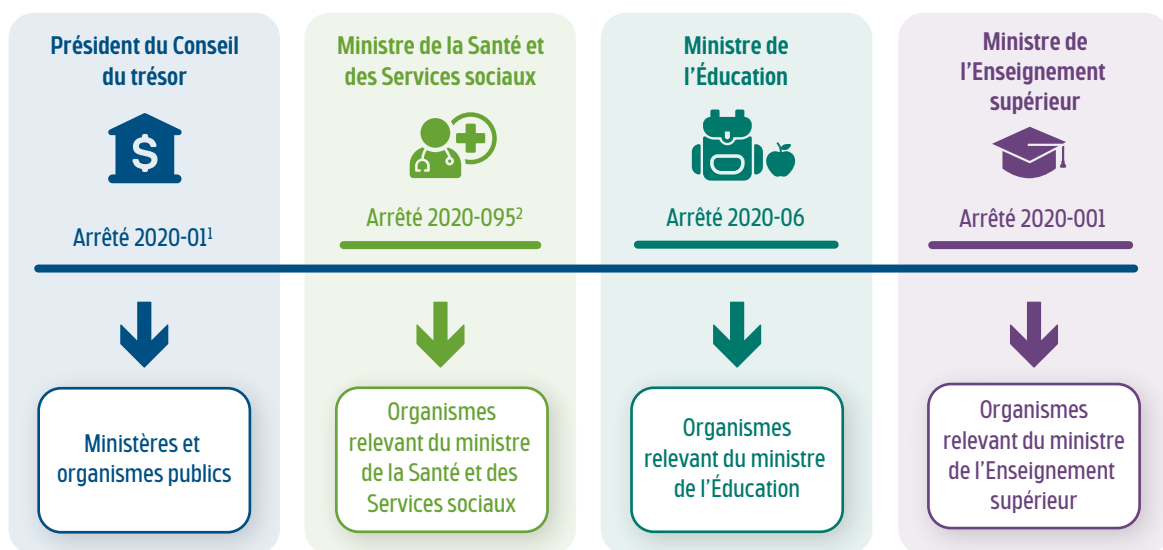 Président du Conseil
du trésor
$
Arrêté 2020-01¹
Ministères et
organismes publics
Ministre de la Santé et
des Services sociaux
Arrêté 2020-095²
Organismes
relevant du ministre
de la Santé et des
Services sociaux
Ministre de
l'Éducation
Arrêté 2020-06
Organismes
relevant du ministre
de l'Éducation
Ministre de
l'Enseignement
supérieur
Arrêté 2020-001
Organismes
relevant du ministre
de l'Enseignement
supérieur